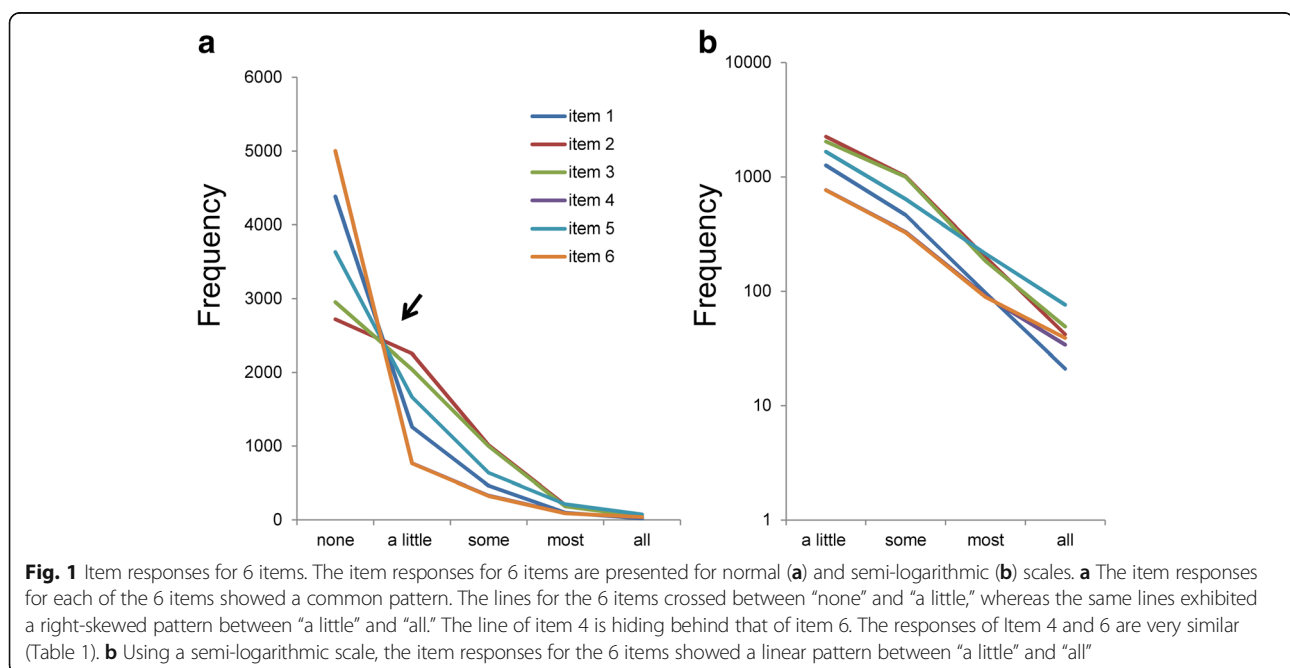 a
b
6000
5000
4000
3000
2000
1000
0
Frequency
none a little some most all
item 1
item 2
item 3
item 4
item 5
item 6
10000
1000
100
10
1
Frequency
a little some most all
Fig. 1 Item responses for 6 items. The item responses for 6 items are presented for normal (a) and semi-logarithmic (b) scales. a The item responses
for each of the 6 items showed a common pattern. The lines for the 6 items crossed between “none” and “a little,” whereas the same lines exhibited
a right-skewed pattern between “a little” and “all.” The line of item 4 is hiding behind that of item 6. The responses of Item 4 and 6 are very similar
(Table 1). b Using a semi-logarithmic scale, the item responses for the 6 items showed a linear pattern between “a little” and “all”